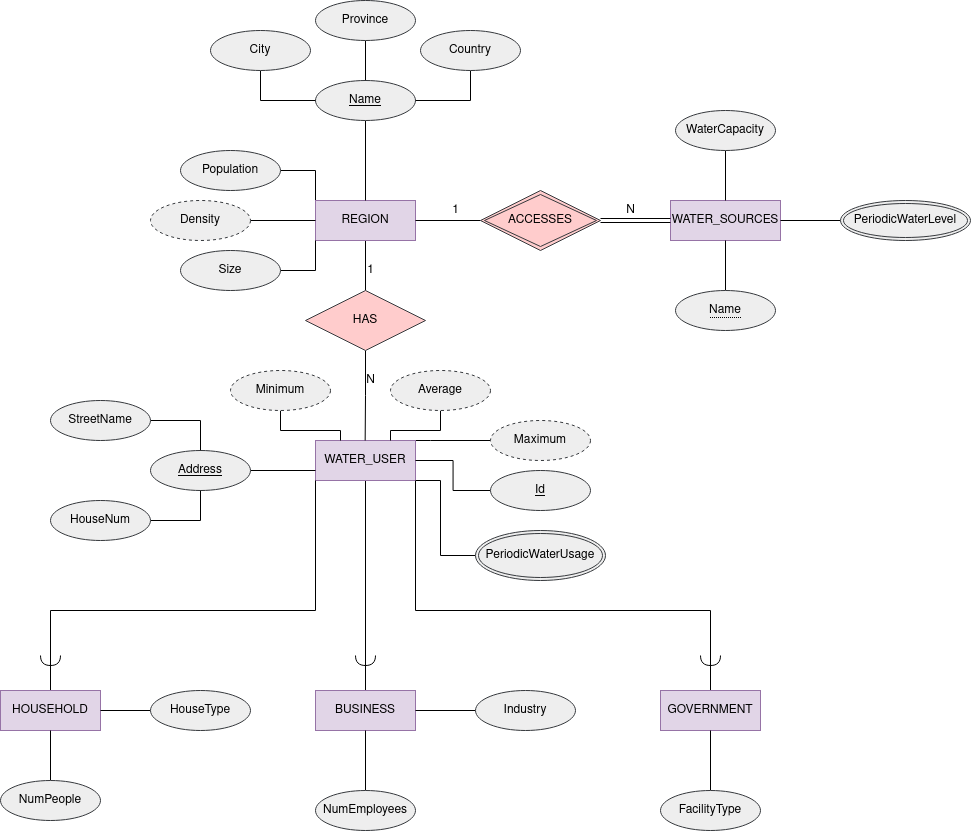 Province
City
Country
Name
WaterCapacity
Population
Density
REGION
1
ACCESSES
N
WATER_SOURCES
PeriodicWaterLevel
Size
1
Name
HAS
N
Minimum
Average
StreetName
Maximum
WATER_USER
Address
Id
HouseNum
PeriodicWaterUsage
HOUSEHOLD
HouseType
BUSINESS
Industry
GOVERNMENT
NumPeople
NumEmployees
FacilityType